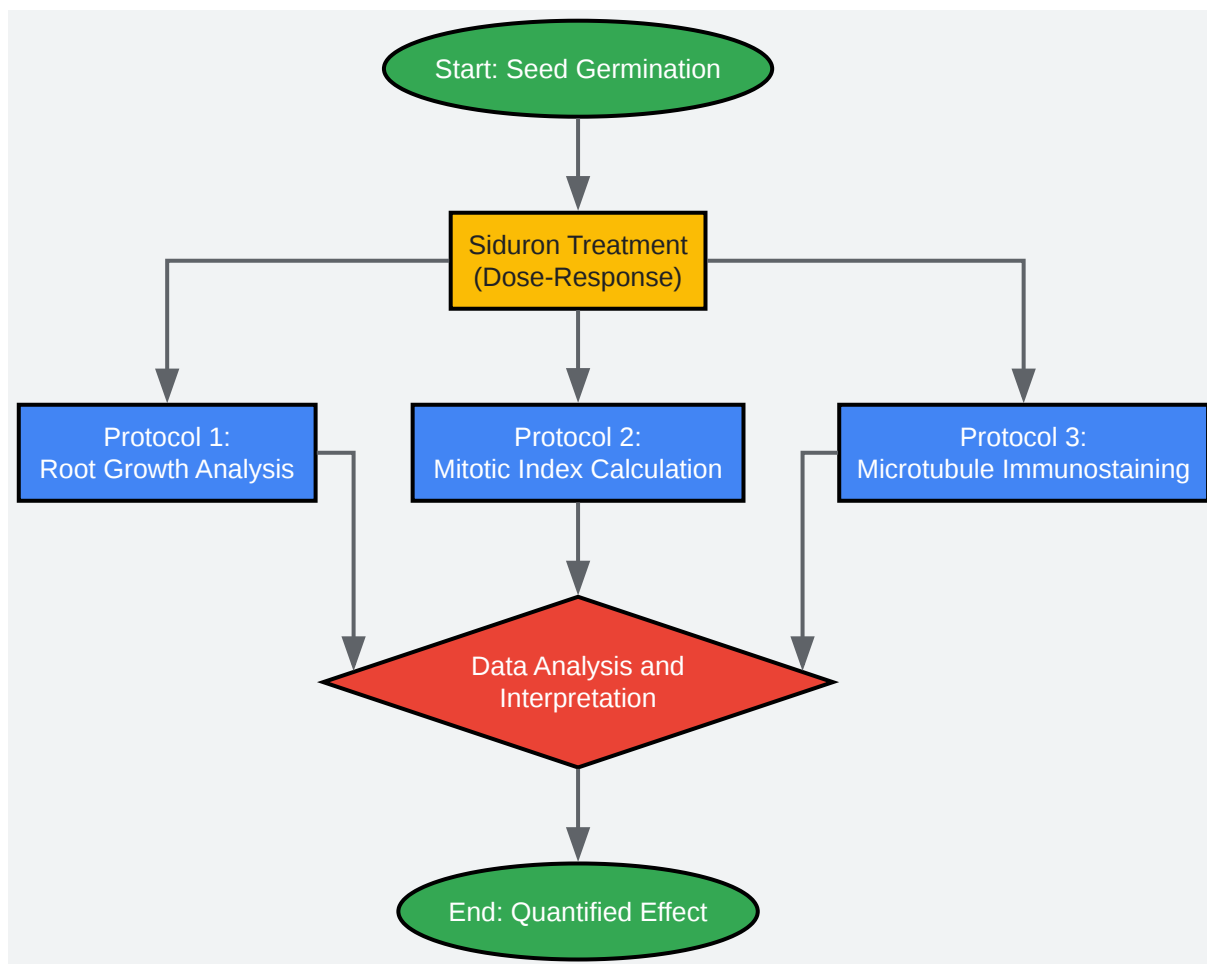 Start: Seed Germination
Siduron Treatment
(Dose-Response)
Protocol 1:
Root Growth Analysis
Protocol 2:
Mitotic Index Calculation
Protocol 3:
Microtubule Immunostaining
Data Analysis and
Interpretation
End: Quantified Effect